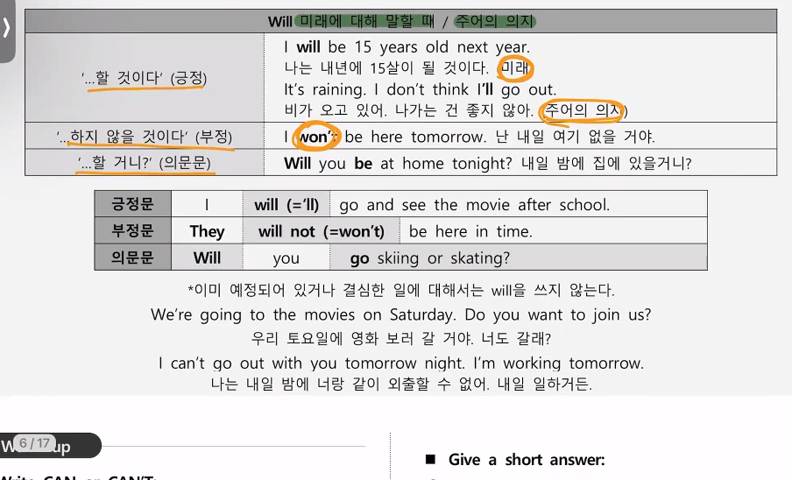 Will 미래에 대해 말할 때 / 주어의 의지
'...할 것이다' (긍정)
I will be 15 years old next year.
나는 내년에 15살이 될 것이다. (미래)
It's raining. I don't think I'll go out.
비가 오고 있어. 나가는 건 좋지 않아. (주어의 의지)
'...하지 않을 것이다' (부정) I won't be here tomorrow. 난 내일 여기 없을 거야.
'...할 거니?' (의문문) Will you be at home tonight? 내일 밤에 집에 있을거니?
긍정문 I will (='ll) go and see the movie after school.
부정문 They will not (=won't) be here in time.
의문문 Will you go skiing or skating?
*이미 예정되어 있거나 결심한 일에 대해서는 will을 쓰지 않는다.
We're going to the movies on Saturday. Do you want to join us?
우리 토요일에 영화 보러 갈 거야. 너도 갈래?
I can't go out with you tomorrow night. I'm working tomorrow.
나는 내일 밤에 너랑 같이 외출할 수 없어. 내일 일하거든.
6 / 17
up
■ Give a short answer:
Write CAN or CAN'T: